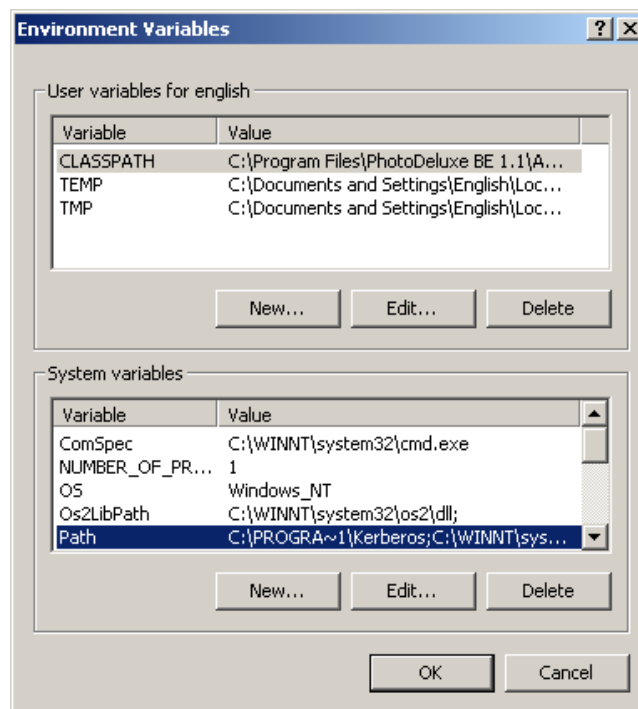 Environment Variables
User variables for english
Variable Value
CLASSPATH C:\Program Files\PhotoDeluxe BE 1.1\A...
TEMP C:\Documents and Settings\English\Loc...
TMP C:\Documents and Settings\English\Loc...
New... Edit... Delete
System variables
Variable Value
ComSpec C:\WINNT\system32\cmd.exe
NUMBER_OF_PR... 1
OS Windows_NT
Os2LibPath C:\WINNT\system32\os2\dll;
Path C:\PROGRA~1\Kerberos;C:\WINNT\sys...
New... Edit... Delete
OK Cancel